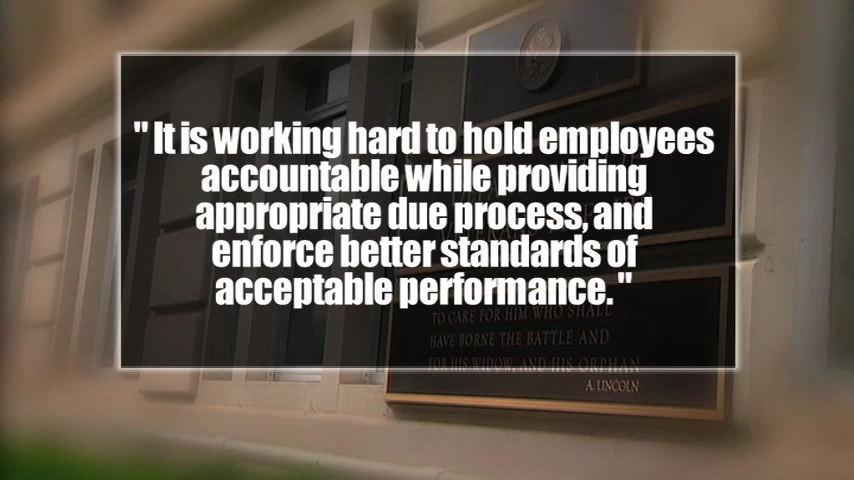 "It is working hard to hold employees
accountable while providing
appropriate due process, and
enforce better standards of
acceptable performance."
TO CARE FOR HIM WHO SHALL
HAVE BORNE THE BATTLE AND
FOR HIS WIDOW, AND HIS ORPHAN
A. LINCOLN